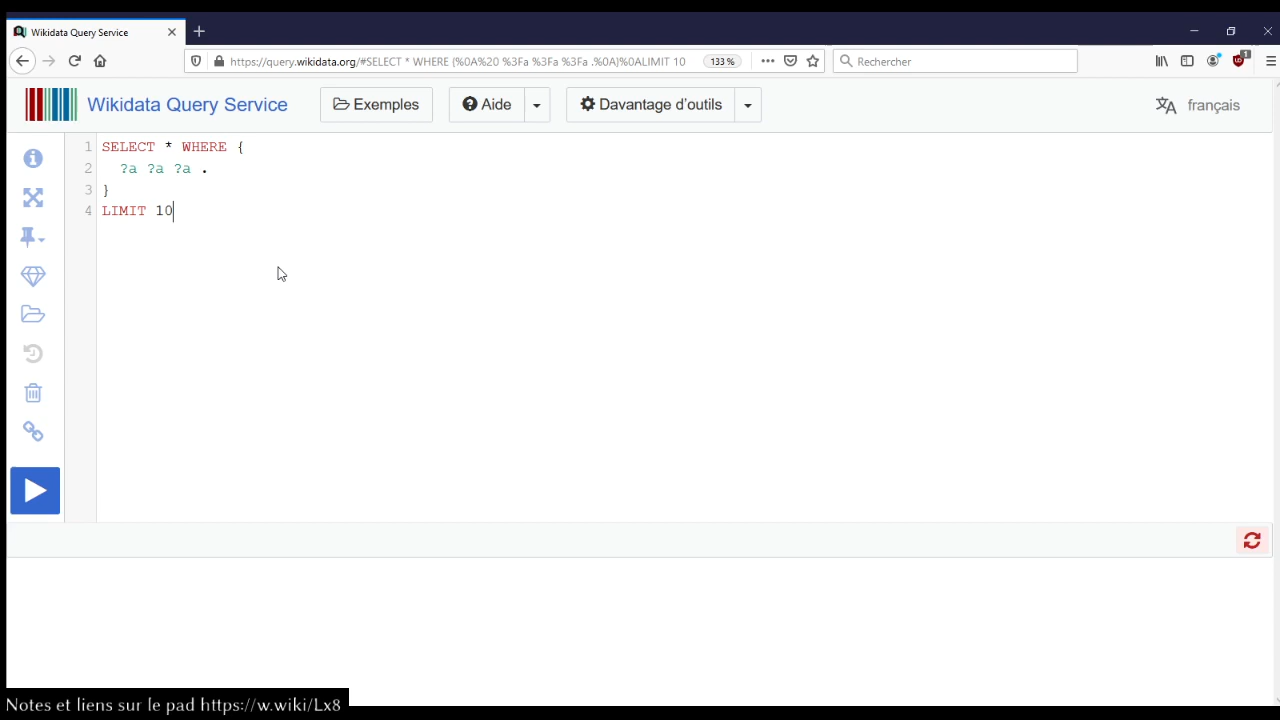 Wikidata Query Service
https://query.wikidata.org/#SELECT * WHERE {%0A%20 %3Fa %3Fa %3Fa .%0A}%0ALIMIT 10
133 %
Rechercher
1
Wikidata Query Service
Exemples
Aide
Davantage d'outils
français
1 SELECT * WHERE {
2 ?a ?a ?a .
3 }
4 LIMIT 10
Notes et liens sur le pad https://w.wiki/Lx8